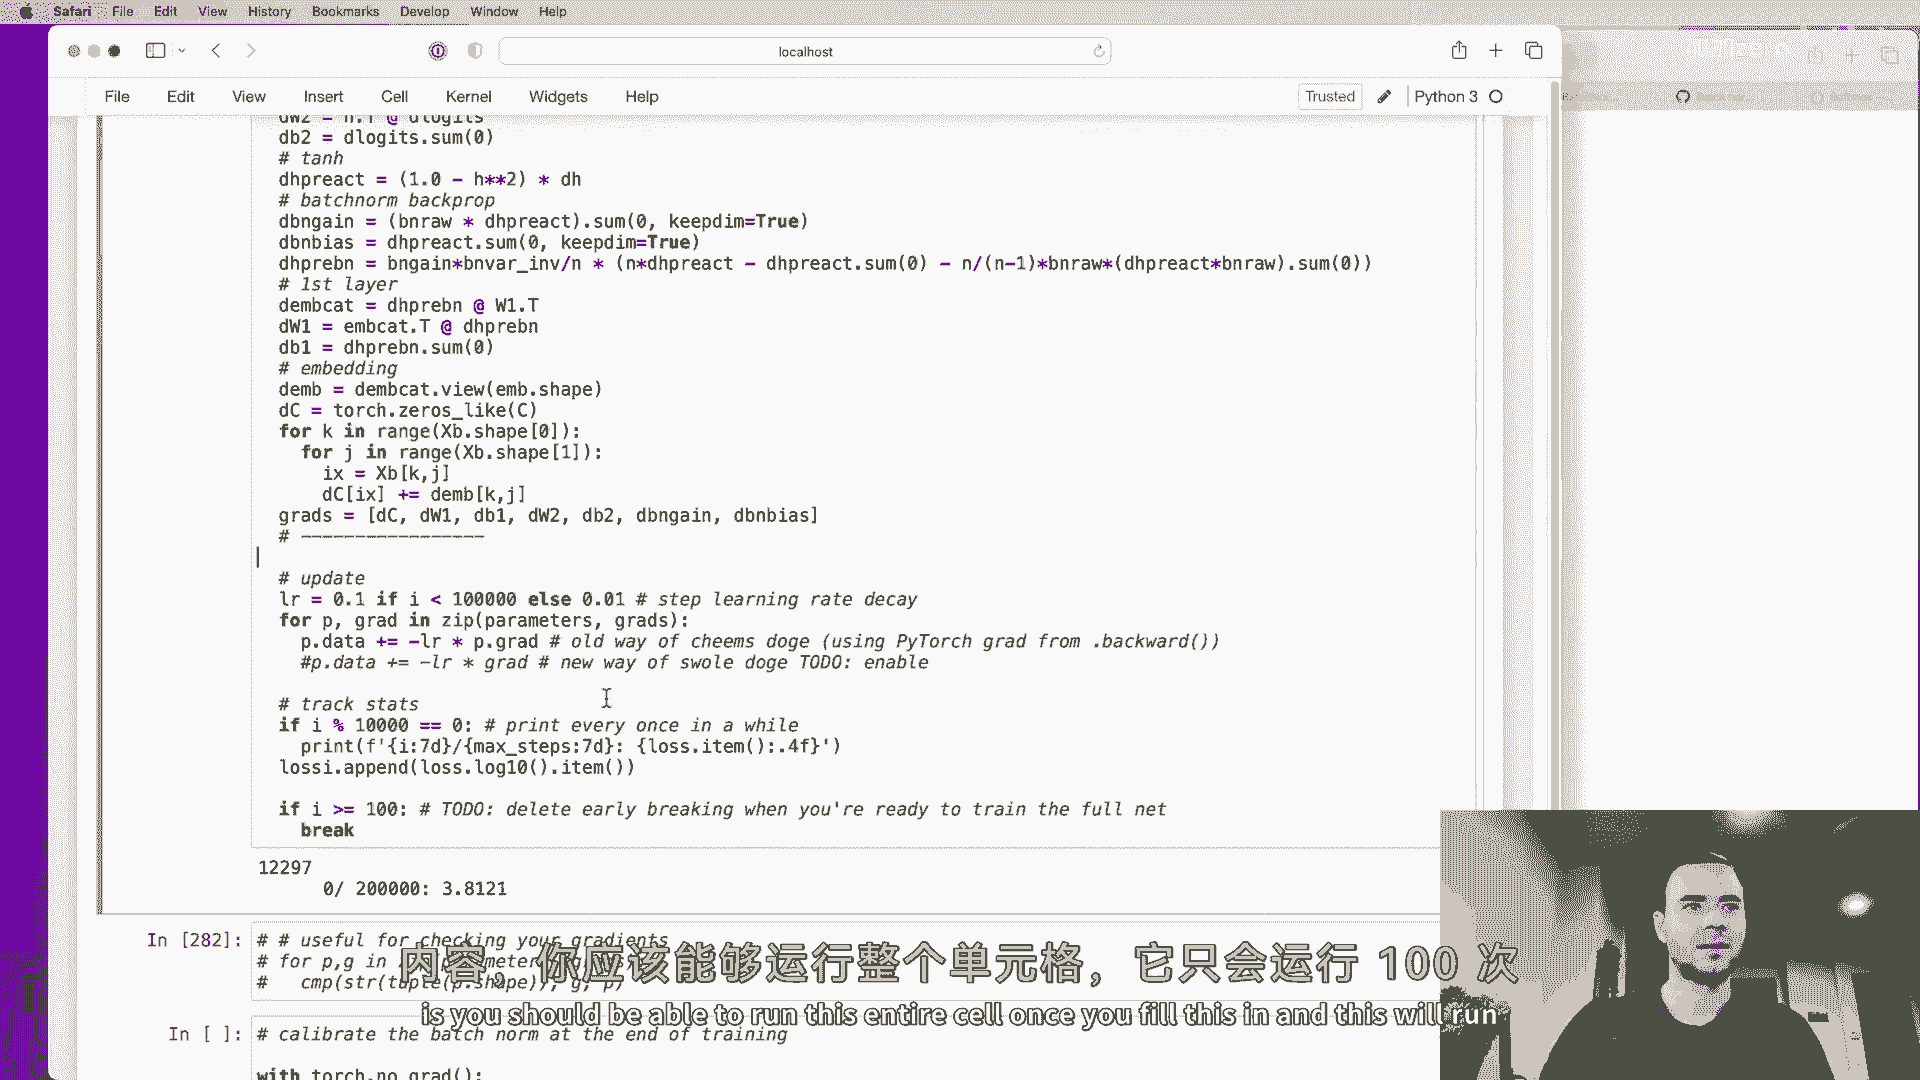 Safari File Edit View History Bookmarks Develop Window Help
localhost
File Edit View Insert Cell Kernel Widgets Help
Trusted Python 3
dW2 = h.T @ dlogits
db2 = dlogits.sum(0)
# tanh
dhpreact = (1.0 - h**2) * dh
# batchnorm backprop
dbngain = (bnraw * dhpreact).sum(0, keepdim=True)
dbnbias = dhpreact.sum(0, keepdim=True)
dhprebn = bngain*bnvar_inv/n * (n*dhpreact - dhpreact.sum(0) - n/(n-1)*bnraw*(dhpreact*bnraw).sum(0))
# 1st layer
dembcat = dhprebn @ W1.T
dW1 = embcat.T @ dhprebn
db1 = dhprebn.sum(0)
# embedding
demb = dembcat.view(emb.shape)
dC = torch.zeros_like(C)
for k in range(Xb.shape[0]):
for j in range(Xb.shape[1]):
ix = Xb[k,j]
dC[ix] += demb[k,j]
grads = [dC, dW1, db1, dW2, db2, dbngain, dbnbias]
# -----------------
# update
lr = 0.1 if i < 100000 else 0.01 # step learning rate decay
for p, grad in zip(parameters, grads):
p.data += -lr * p.grad # old way of cheems doge (using PyTorch grad from .backward())
#p.data += -lr * grad # new way of swole doge TODO: enable
# track stats
if i % 10000 == 0: # print every once in a while
print(f'{i:7d}/{max_steps:7d}: {loss.item():.4f}')
lossi.append(loss.log10().item())
if i >= 100: # TODO: delete early breaking when you're ready to train the full net
break
12297
0/ 200000: 3.8121
In [282]: # # useful for checking your gradients
# for p,g in zip(parameters, grads):
# cmp(str(tuple(p.shape)), g, p)
内容。你应该能够运行整个单元格，它只会运行 100 次
is you should be able to run this entire cell once you fill this in and this will run
In [ ]: # calibrate the batch norm at the end of training
with torch.no_grad():